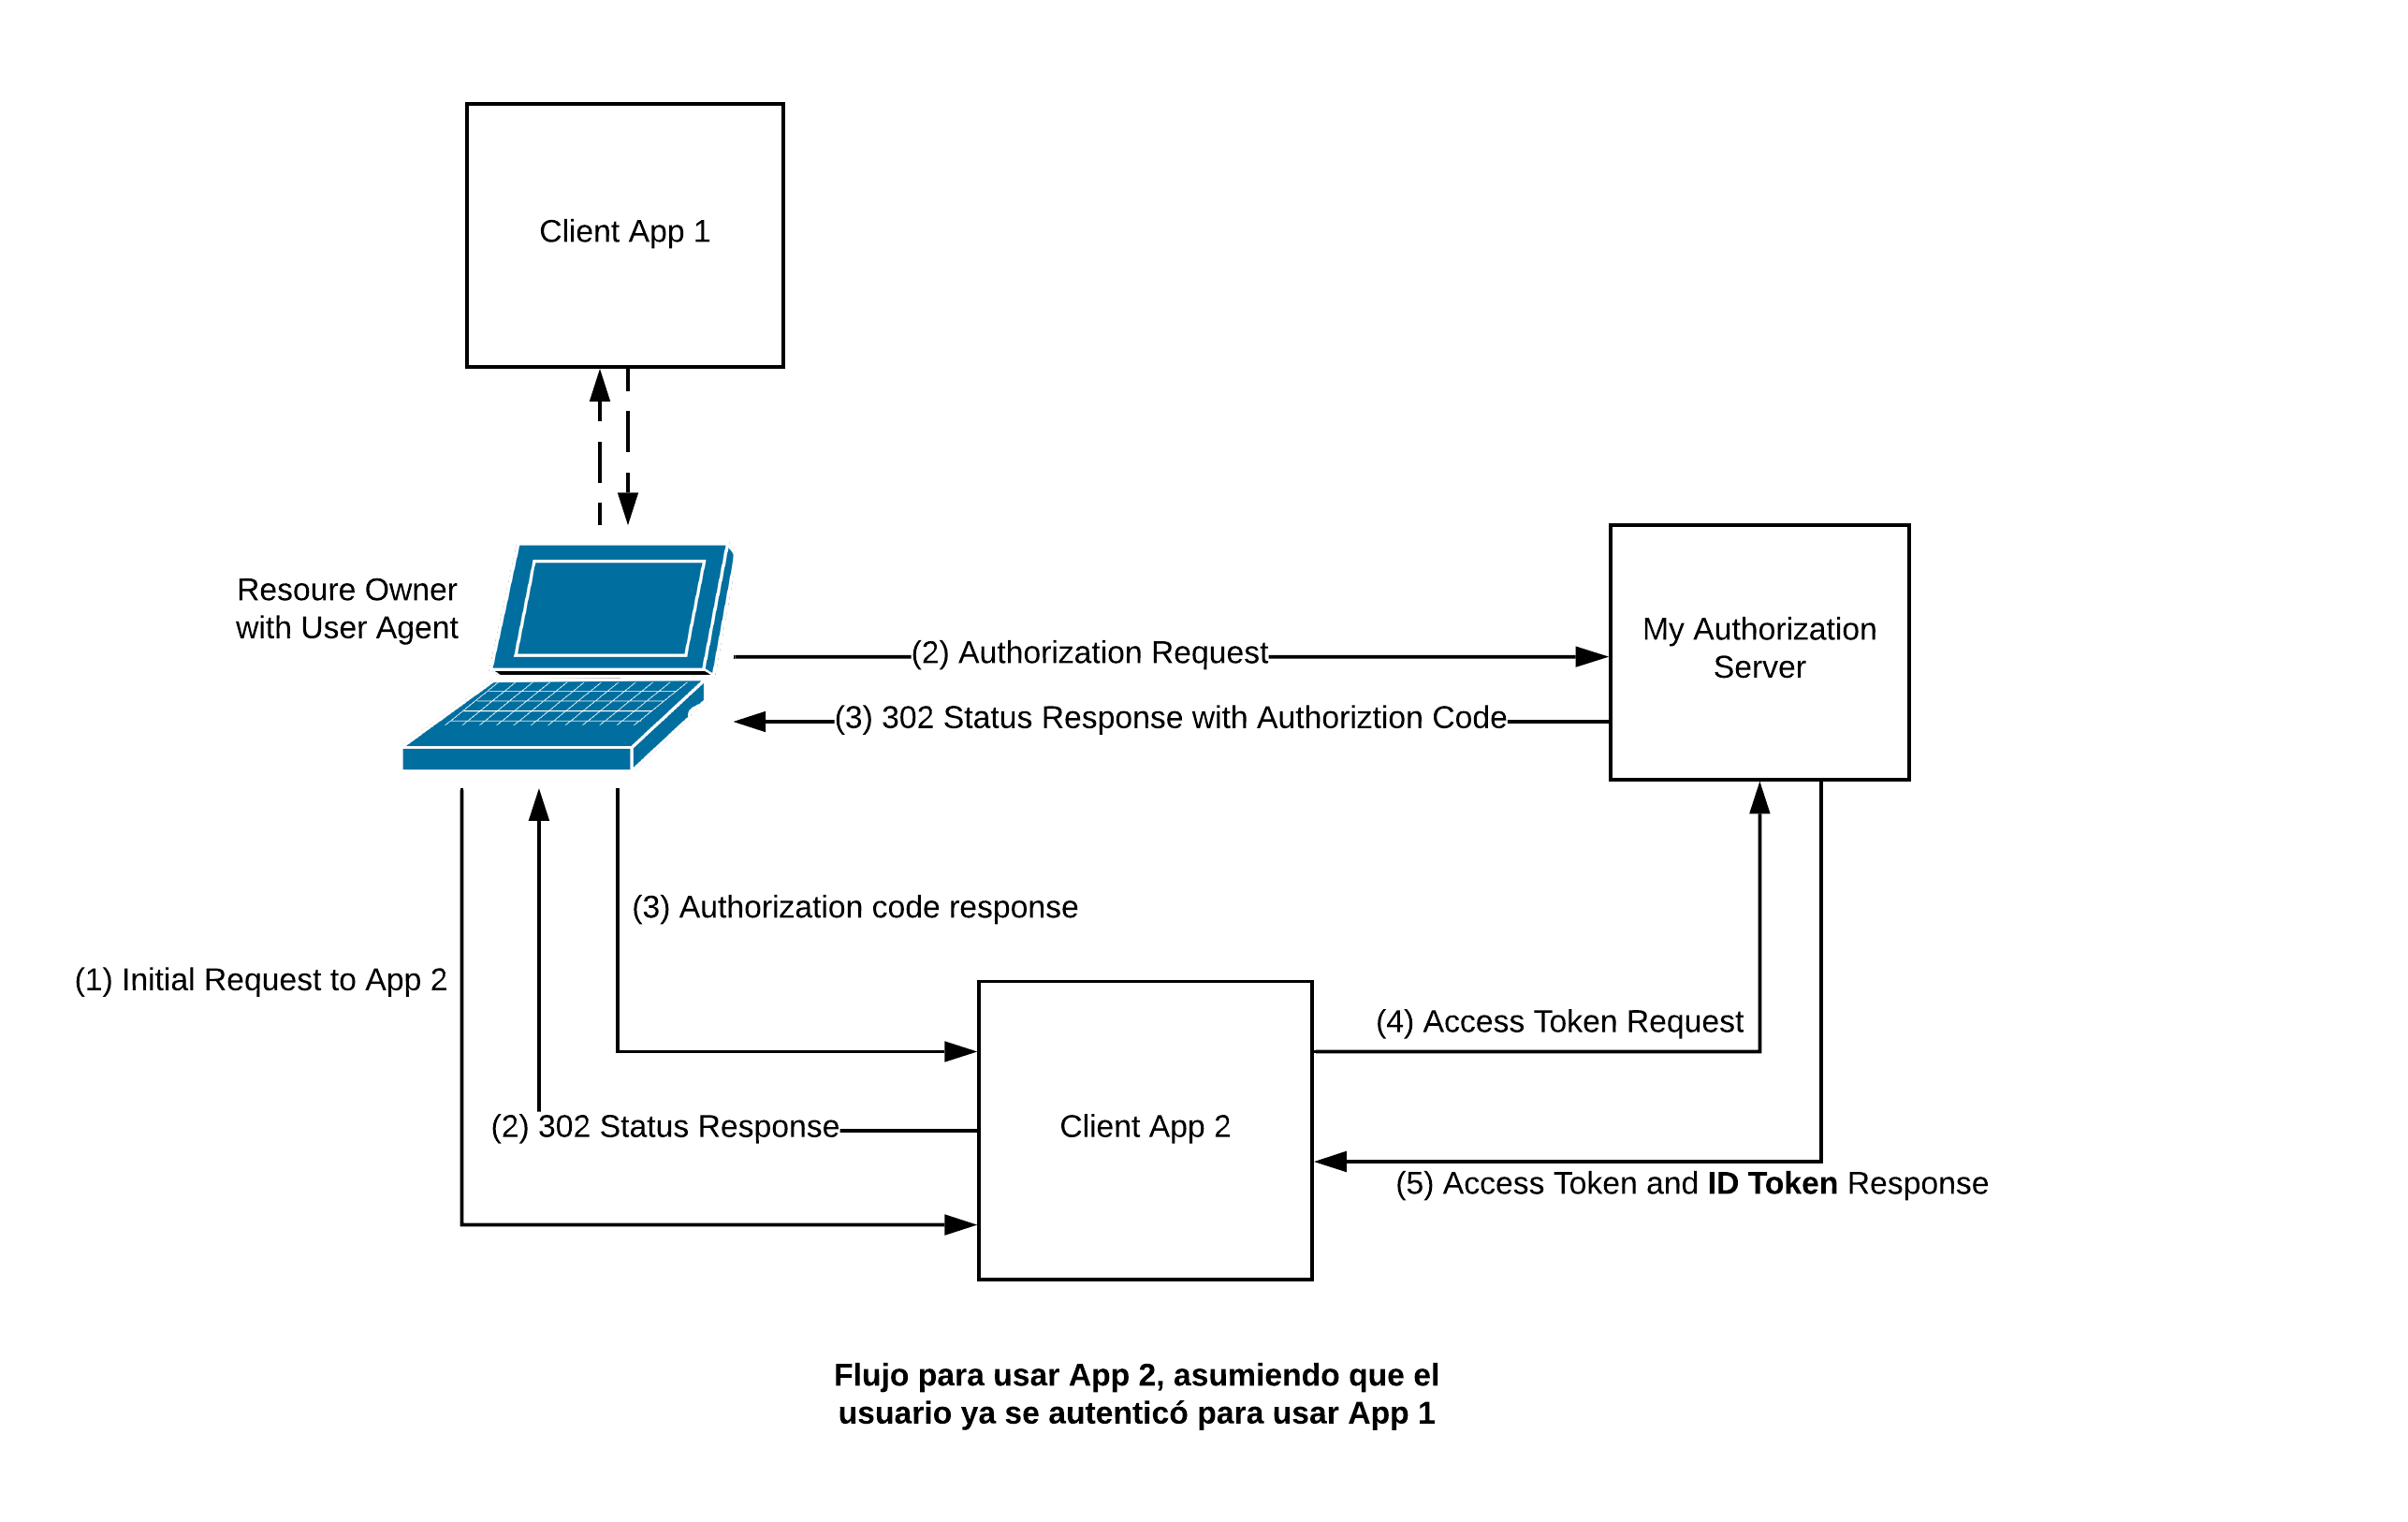 Client App 1
Resoure Owner
with User Agent
(2) Authorization Request
My Authorization
Server
(3) 302 Status Response with Authoriztion Code
(3) Authorization code response
(1) Initial Request to App 2
(4) Access Token Request
(2) 302 Status Response
Client App 2
(5) Access Token and ID Token Response
Flujo para usar App 2, asumiendo que el
usuario ya se autenticó para usar App 1